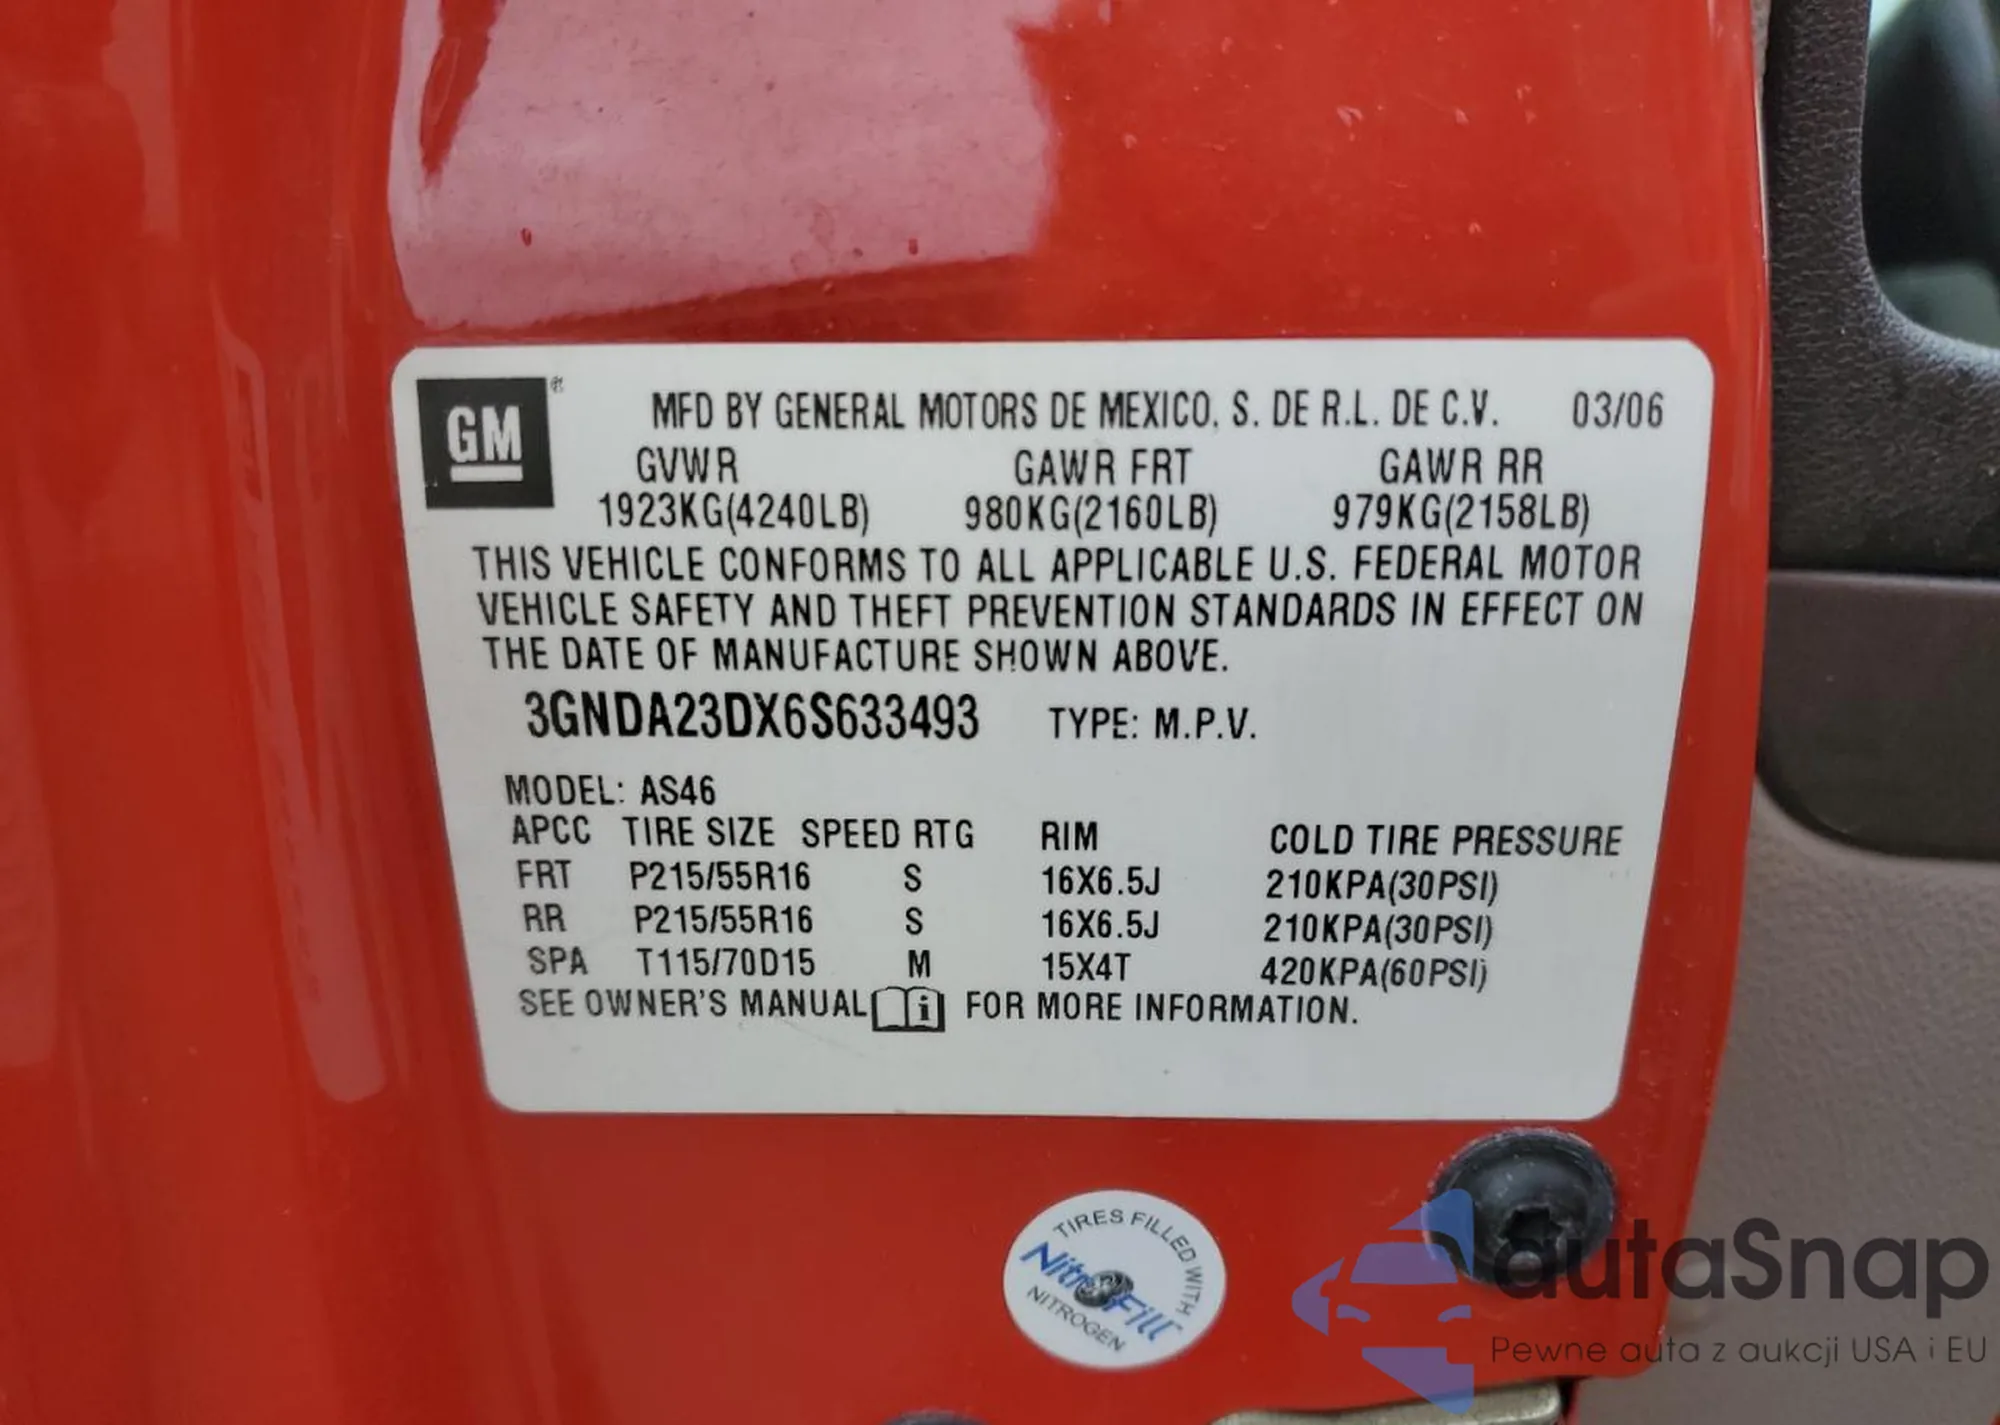 GM
MFD BY GENERAL MOTORS DE MEXICO, S. DE R.L. DE C.V. 03/06
GVWR GAWR FRT GAWR RR
1923KG(4240LB) 980KG(2160LB) 979KG(2158LB)
THIS VEHICLE CONFORMS TO ALL APPLICABLE U.S. FEDERAL MOTOR
VEHICLE SAFETY AND THEFT PREVENTION STANDARDS IN EFFECT ON
THE DATE OF MANUFACTURE SHOWN ABOVE.
3GNDA23DX6S633493 TYPE: M.P.V.
MODEL: AS46
APCC TIRE SIZE SPEED RTG RIM COLD TIRE PRESSURE
FRT P215/55R16 S 16X6.5J 210KPA(30PSI)
RR P215/55R16 S 16X6.5J 210KPA(30PSI)
SPA T115/70D15 M 15X4T 420KPA(60PSI)
SEE OWNER'S MANUAL i FOR MORE INFORMATION.
TIRES FILLED WITH
NitroFill
NITROGEN
autaSnap
Pewne auta z aukcji USA i EU